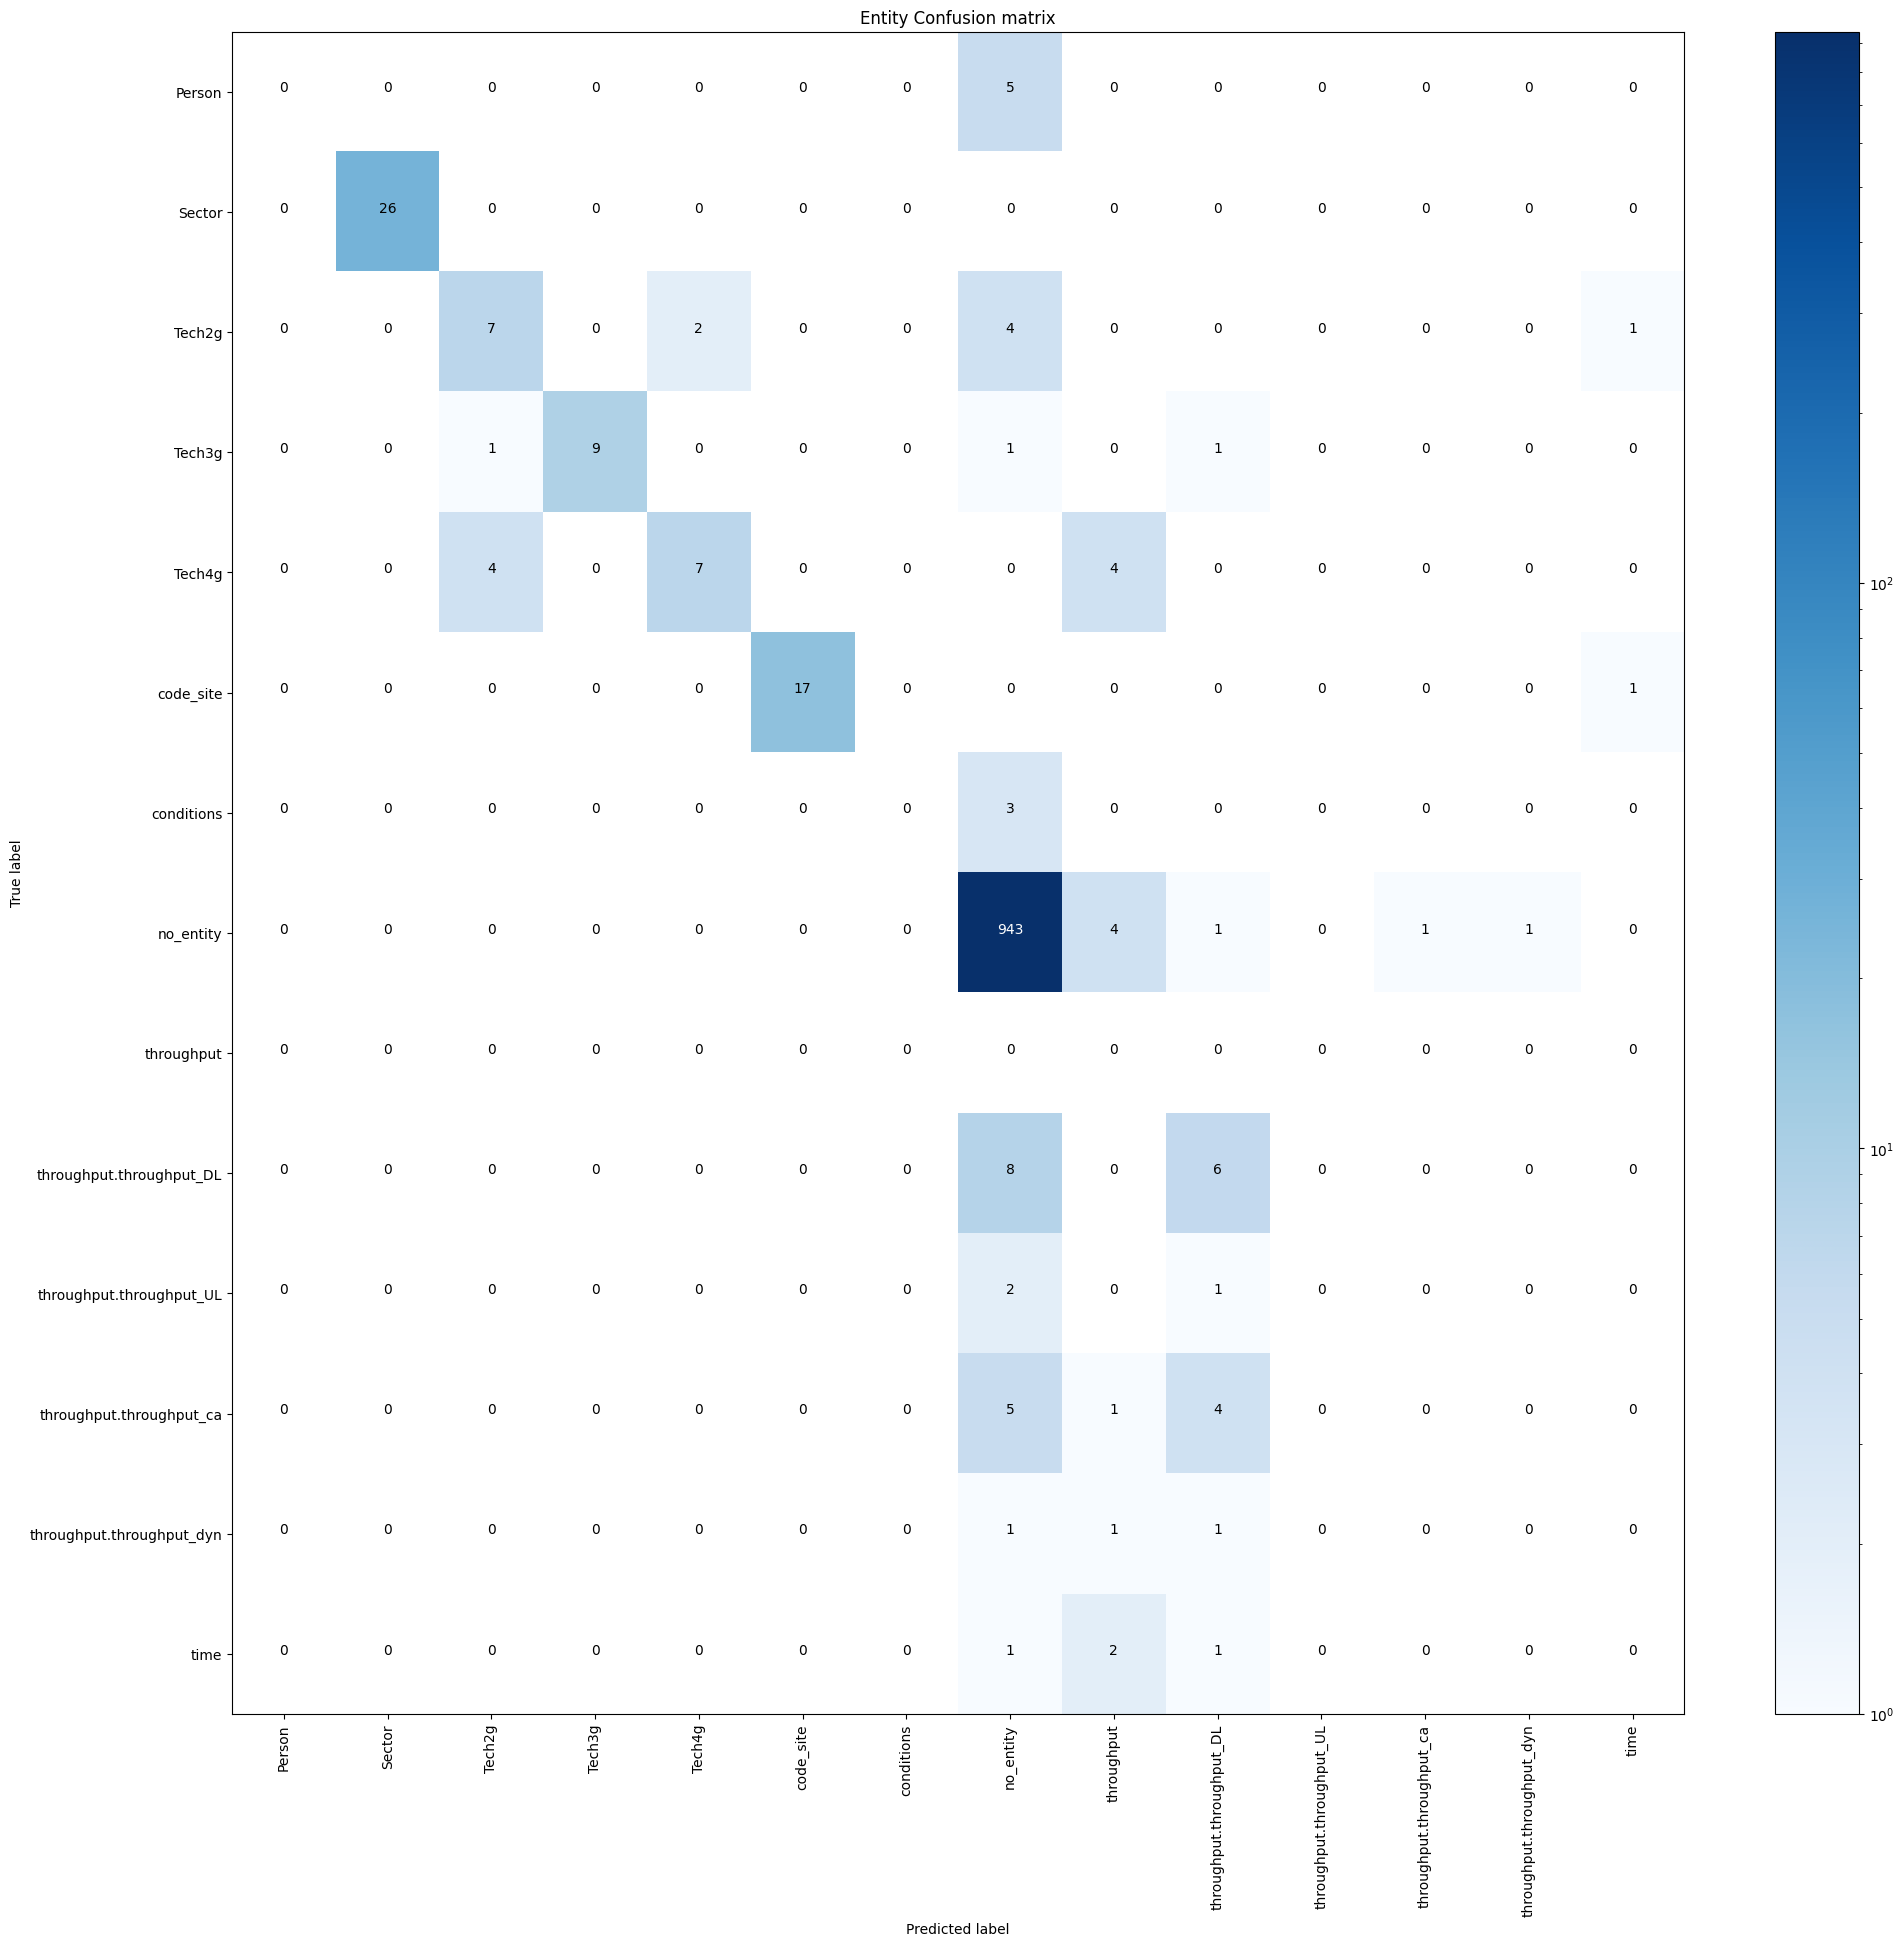 Entity Confusion matrix
Person 0 0 0 0 0 0 0 5 0 0 0 0 0 0
Sector 0 26 0 0 0 0 0 0 0 0 0 0 0 0
Tech2g 0 0 7 0 2 0 0 4 0 0 0 0 0 1
Tech3g 0 0 1 9 0 0 0 1 0 1 0 0 0 0
Tech4g 0 0 4 0 7 0 0 0 4 0 0 0 0 0
code_site 0 0 0 0 0 17 0 0 0 0 0 0 0 1
conditions 0 0 0 0 0 0 0 3 0 0 0 0 0 0
no_entity 0 0 0 0 0 0 0 943 4 1 0 1 1 0
throughput 0 0 0 0 0 0 0 0 0 0 0 0 0 0
throughput.throughput_DL 0 0 0 0 0 0 0 8 0 6 0 0 0 0
throughput.throughput_UL 0 0 0 0 0 0 0 2 0 1 0 0 0 0
throughput.throughput_ca 0 0 0 0 0 0 0 5 1 4 0 0 0 0
throughput.throughput_dyn 0 0 0 0 0 0 0 1 1 1 0 0 0 0
time 0 0 0 0 0 0 0 1 2 1 0 0 0 0
True label
Person
Sector
Tech2g
Tech3g
Tech4g
code_site
conditions
no_entity
throughput
throughput.throughput_DL
throughput.throughput_UL
throughput.throughput_ca
throughput.throughput_dyn
time
Predicted label
10²
10¹
10⁰